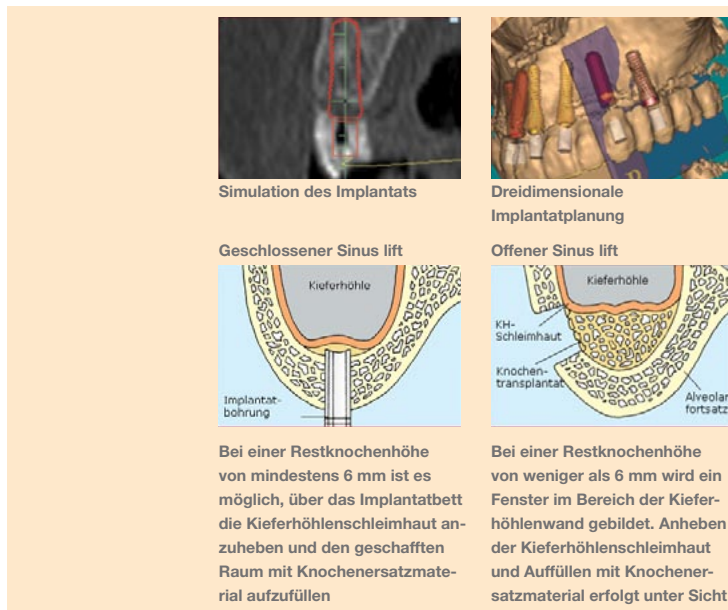 Simulation des Implantats
Dreidimensionale
Implantatplanung
Geschlossener Sinus lift
Kieferhöhle
Implantat-
bohrung
Bei einer Restknochenhöhe
von mindestens 6 mm ist es
möglich, über das Implantatbett
die Kieferhöhlenschleimhaut an-
zuheben und den geschafften
Raum mit Knochenersatzmate-
rial aufzufüllen
Offener Sinus lift
Kieferhöhle
KH-
Schleimhaut
Knochen-
transplantat
Alveolar
fortsatz
Bei einer Restknochenhöhe
von weniger als 6 mm wird ein
Fenster im Bereich der Kiefer-
höhlenwand gebildet. Anheben
der Kieferhöhlenschleimhaut
und Auffüllen mit Knochener-
satzmaterial erfolgt unter Sicht